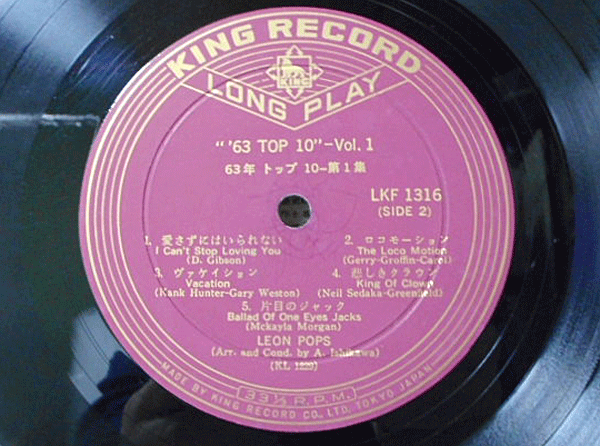 KING RECORD
KING
LONG PLAY
“ '63 TOP 10”–Vol. 1
63年 トップ 10–第1集
LKF 1316
(SIDE 2)
1. 愛さずにはいられない
I Can't Stop Loving You
(D. Gibson)
2. ロコモーション
The Loco Motion
(Gerry-Groffin-Carol)
3. ヴァケイション
Vacation
(Kank Hunter-Gary Weston)
4. 悲しきクラウン
King Of Clown
(Neil Sedaka-Greenfield)
5. 片目のジャック
Ballad Of One Eyes Jacks
(Mckayla Morgan)
LEON POPS
(Arr. and Cond. by A. Ishikawa)
(KL 1229)
33⅓ R.P.M.
MADE BY KING RECORD CO., LTD. TOKYO JAPAN